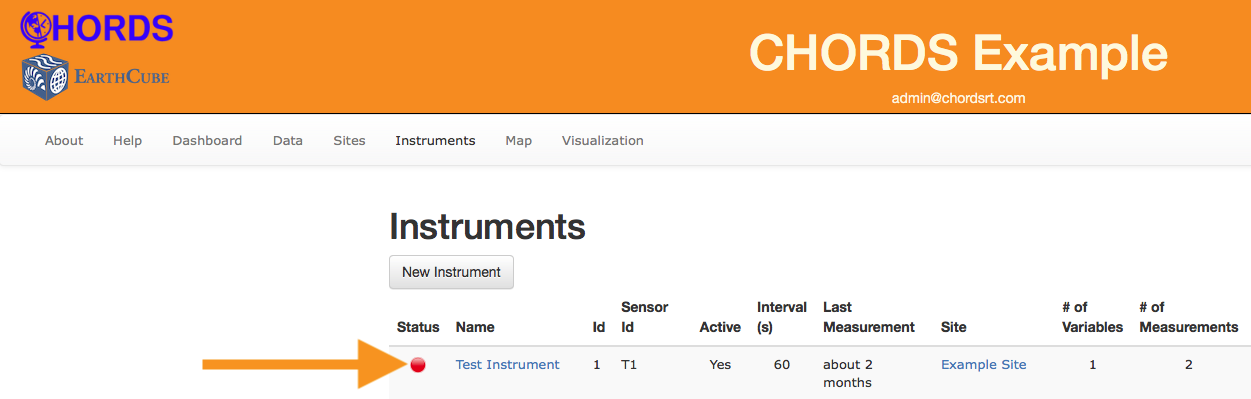 CHORDS
EARTHCUBE
CHORDS Example
admin@chordsrt.com
About Help Dashboard Data Sites Instruments Map Visualization
Instruments
New Instrument
Status Name Id Sensor Id Active Interval (s) Last Measurement Site # of Variables # of Measurements
Test Instrument 1 T1 Yes 60 about 2 months Example Site 1 2